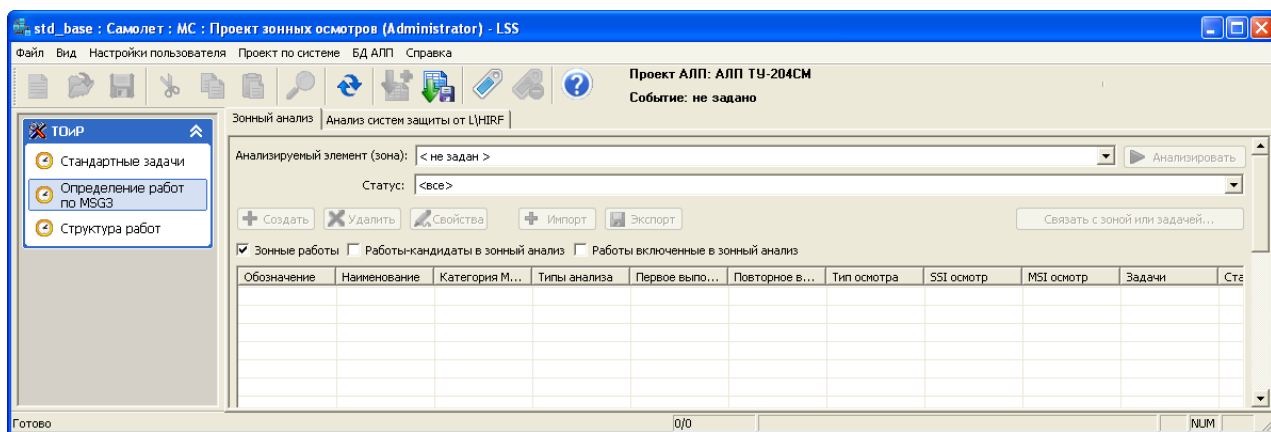 std_base : Самолет : МС : Проект зонных осмотров (Administrator) - LSS
Файл Вид Настройки пользователя Проект по системе БД АЛП Справка
Проект АЛП: АЛП ТУ-204СМ
Событие: не задано
ТОиР
Стандартные задачи
Определение работ
по MSG3
Структура работ
Зонный анализ Анализ систем защиты от L\HIRF
Анализируемый элемент (зона): < не задан > Анализировать
Статус: <все>
Создать Удалить Свойства Импорт Экспорт Связать с зоной или задачей...
Зонные работы Работы-кандидаты в зонный анализ Работы включенные в зонный анализ
Обозначение Наименование Категория М... Типы анализа Первое выпо... Повторное в... Тип осмотра SSI осмотр MSI осмотр Задачи Ста
Готово 0/0 NUM